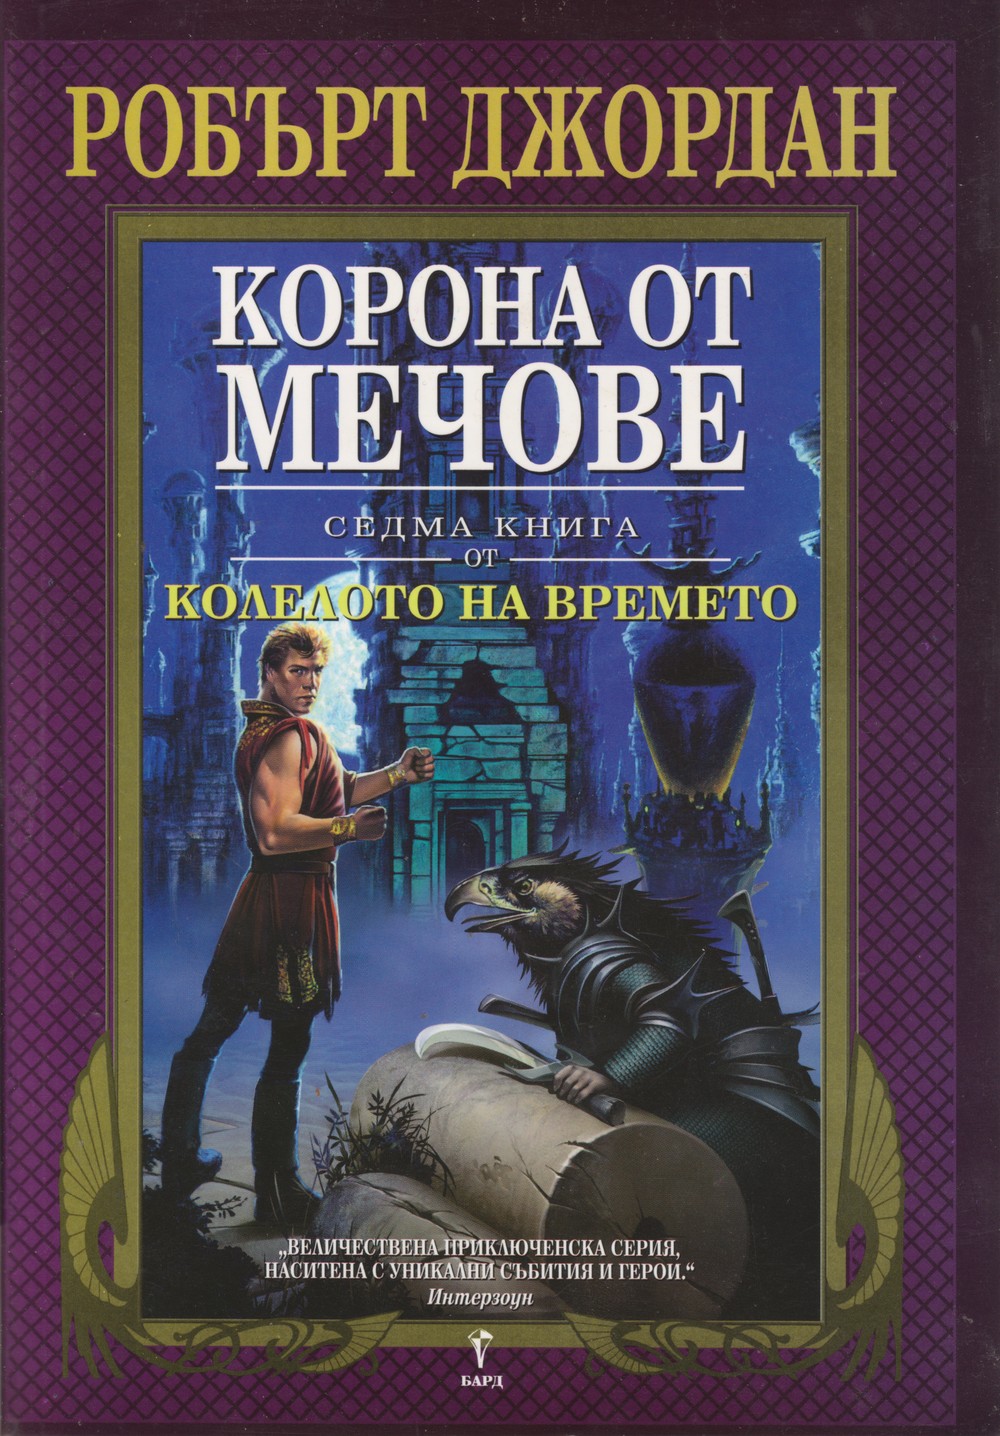 РОБЪРТ ДЖОРДАН
КОРОНА ОТ
МЕЧОВЕ
СЕДМА КНИГА
ОТ
КОЛЕЛОТО НА ВРЕМЕТО
„ВЕЛИЧЕСТВЕНА ПРИКЛЮЧЕНСКА СЕРИЯ,
НАСИТЕНА С УНИКАЛНИ СЪБИТИЯ И ГЕРОИ.“
Интерзоун
БАРД